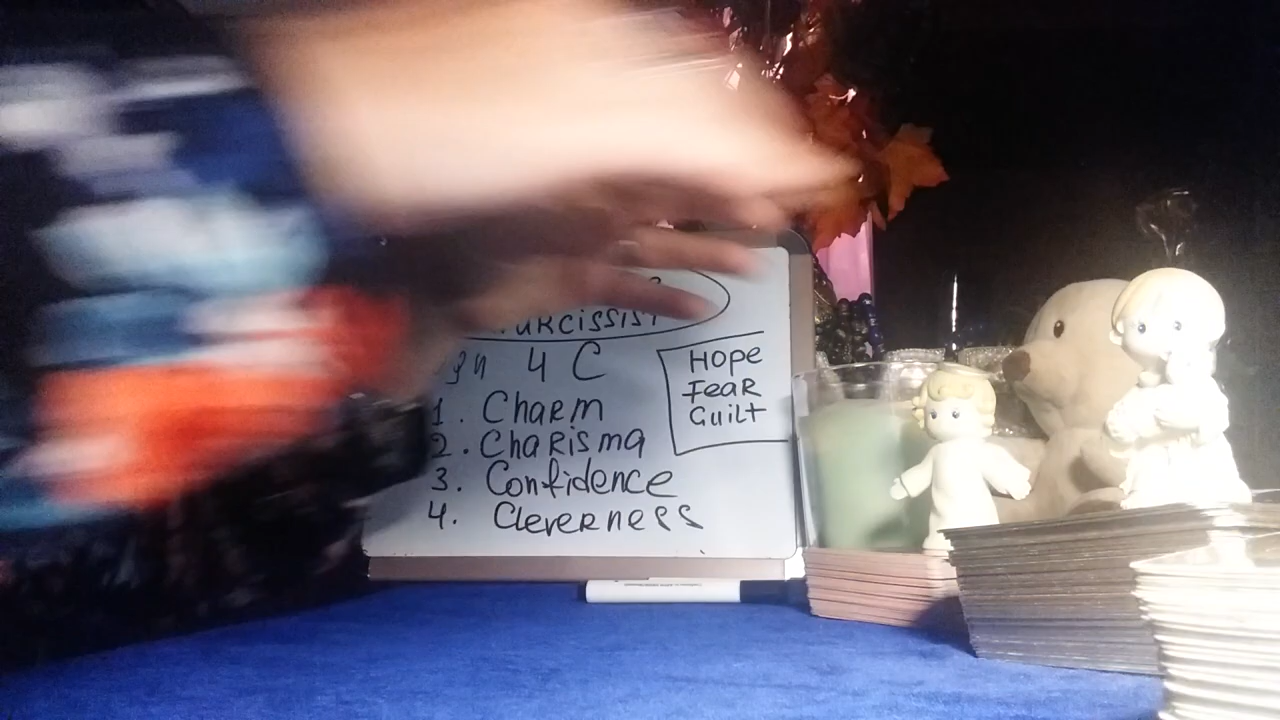 4 C
1. Charm
2. Charisma
3. Confidence
4. Cleverness
Hope
Fear
Guilt